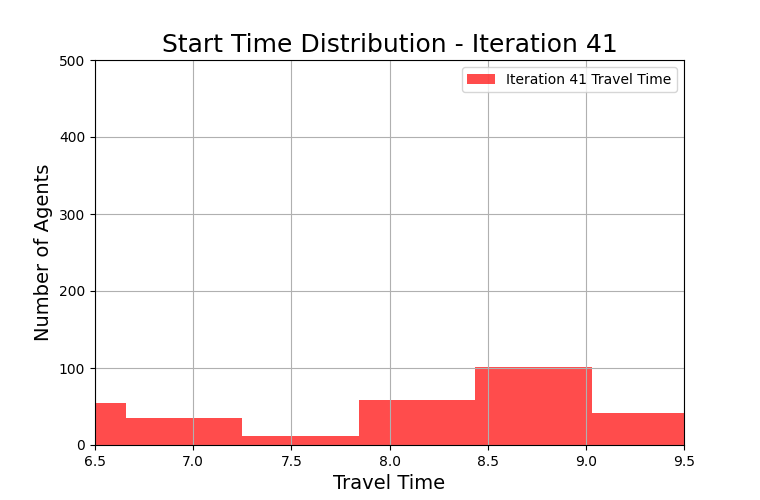 Start Time Distribution - Iteration 41
Iteration 41 Travel Time
Number of Agents
500
400
300
200
100
0
6.5 7.0 7.5 8.0 8.5 9.0 9.5
Travel Time